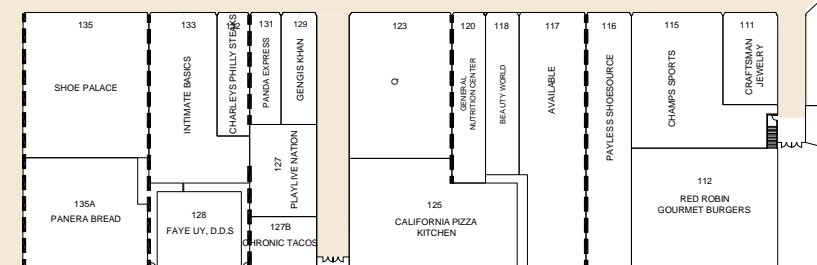 135
SHOE PALACE
133
INTIMATE BASICS
132
CHARLEYS PHILLY STEAKS
131
PANDA EXPRESS
129
GENGIS KHAN
123
Q
120
GENERAL
NUTRITION CENTER
118
BEAUTY WORLD
117
AVAILABLE
116
PAYLESS SHOESOURCE
115
CHAMPS SPORTS
111
CRAFTSMAN
JEWELRY
127
PLAYLIVE NATION
135A
PANERA BREAD
128
FAYE UY, D.D.S
127B
CHRONIC TACOS
125
CALIFORNIA PIZZA
KITCHEN
112
RED ROBIN
GOURMET BURGERS